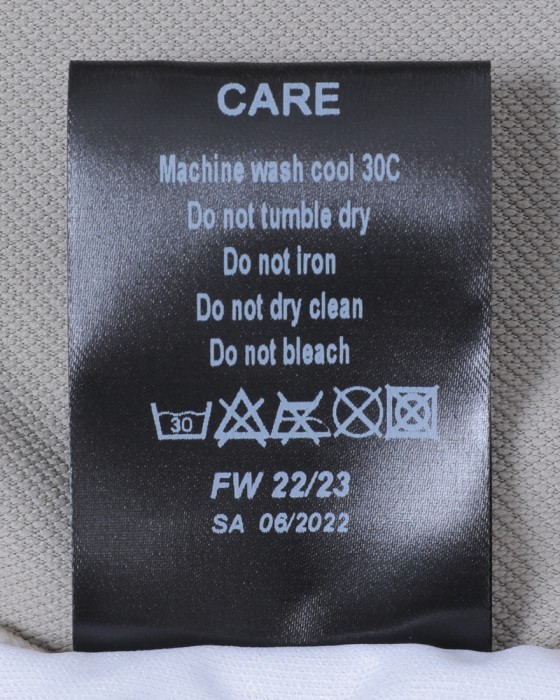 CARE
Machine wash cool 30C
Do not tumble dry
Do not iron
Do not dry clean
Do not bleach
30
FW 22/23
SA 06/2022